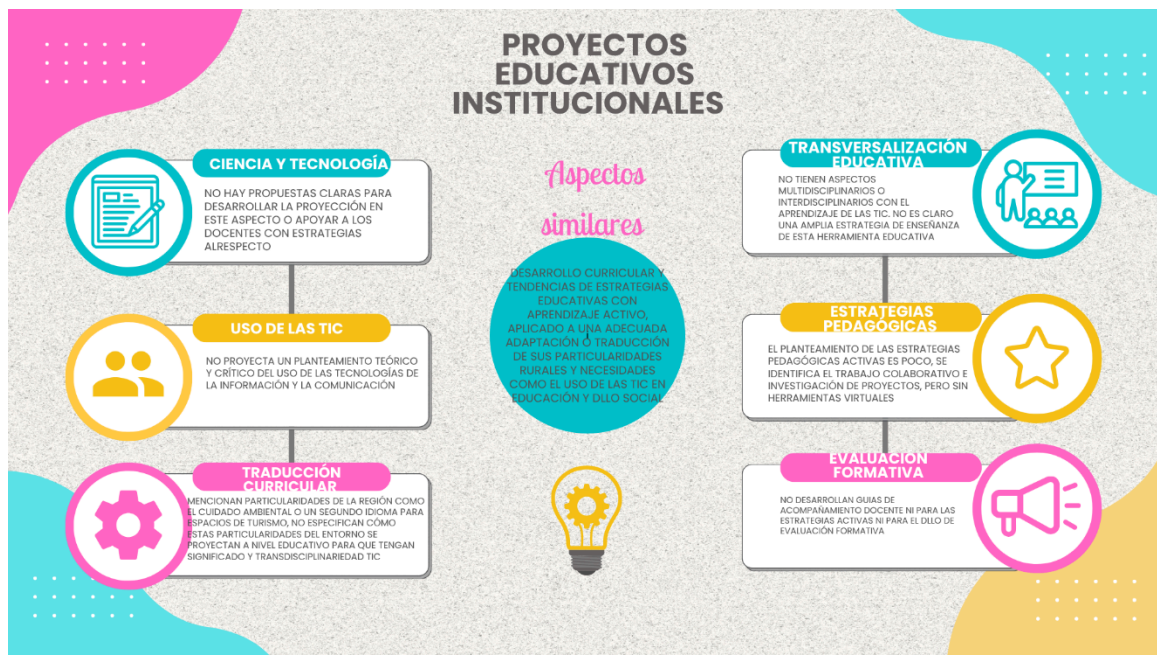 PROYECTOS
EDUCATIVOS
INSTITUCIONALES
CIENCIA Y TECNOLOGÍA
NO HAY PROPUESTAS CLARAS PARA
DESARROLLAR LA PROYECCIÓN EN
ESTE ASPECTO O APOYAR A LOS
DOCENTES CON ESTRATEGIAS
ALRESPECTO
USO DE LAS TIC
NO PROYECTA UN PLANTEAMIENTO TEÓRICO
Y CRÍTICO DEL USO DE LAS TECNOLOGÍAS DE
LA INFORMACIÓN Y LA COMUNICACIÓN
TRADUCCIÓN
CURRICULAR
MENCIONAN PARTICULARIDADES DE LA REGIÓN COMO
EL CUIDADO AMBIENTAL O UN SEGUNDO IDIOMA PARA
ESPACIOS DE TURISMO, NO ESPECIFICAN CÓMO
ESTAS PARTICULARIDADES DEL ENTORNO SE
PROYECTAN A NIVEL EDUCATIVO PARA QUE TENGAN
SIGNIFICADO Y TRANSDISCIPLINARIEDAD TIC
Aspectos
similares
DESARROLLO CURRICULAR Y
TENDENCIAS DE ESTRATEGIAS
EDUCATIVAS CON
APRENDIZAJE ACTIVO,
APLICADO A UNA ADECUADA
ADAPTACIÓN O TRADUCCIÓN
DE SUS PARTICULARIDADES
RURALES Y NECESIDADES
COMO EL USO DE LAS TIC EN
EDUCACIÓN Y DLLO SOCIAL
TRANSVERSALIZACIÓN
EDUCATIVA
NO TIENEN ASPECTOS
MULTIDISCIPLINARIOS O
INTERDISCIPLINARIOS CON EL
APRENDIZAJE DE LAS TIC. NO ES CLARO
UNA AMPLIA ESTRATEGIA DE ENSEÑANZA
DE ESTA HERRAMIENTA EDUCATIVA
ESTRATEGIAS
PEDAGÓGICAS
EL PLANTEAMIENTO DE LAS ESTRATEGIAS
PEDAGÓGICAS ACTIVAS ES POCO, SE
IDENTIFICA EL TRABAJO COLABORATIVO E
INVESTIGACIÓN DE PROYECTOS, PERO SIN
HERRAMIENTAS VIRTUALES
EVALUACIÓN
FORMATIVA
NO DESARROLLAN GUIAS DE
ACOMPAÑAMIENTO DOCENTE NI PARA LAS
ESTRATEGIAS ACTIVAS NI PARA EL DLLO DE
EVALUACIÓN FORMATIVA